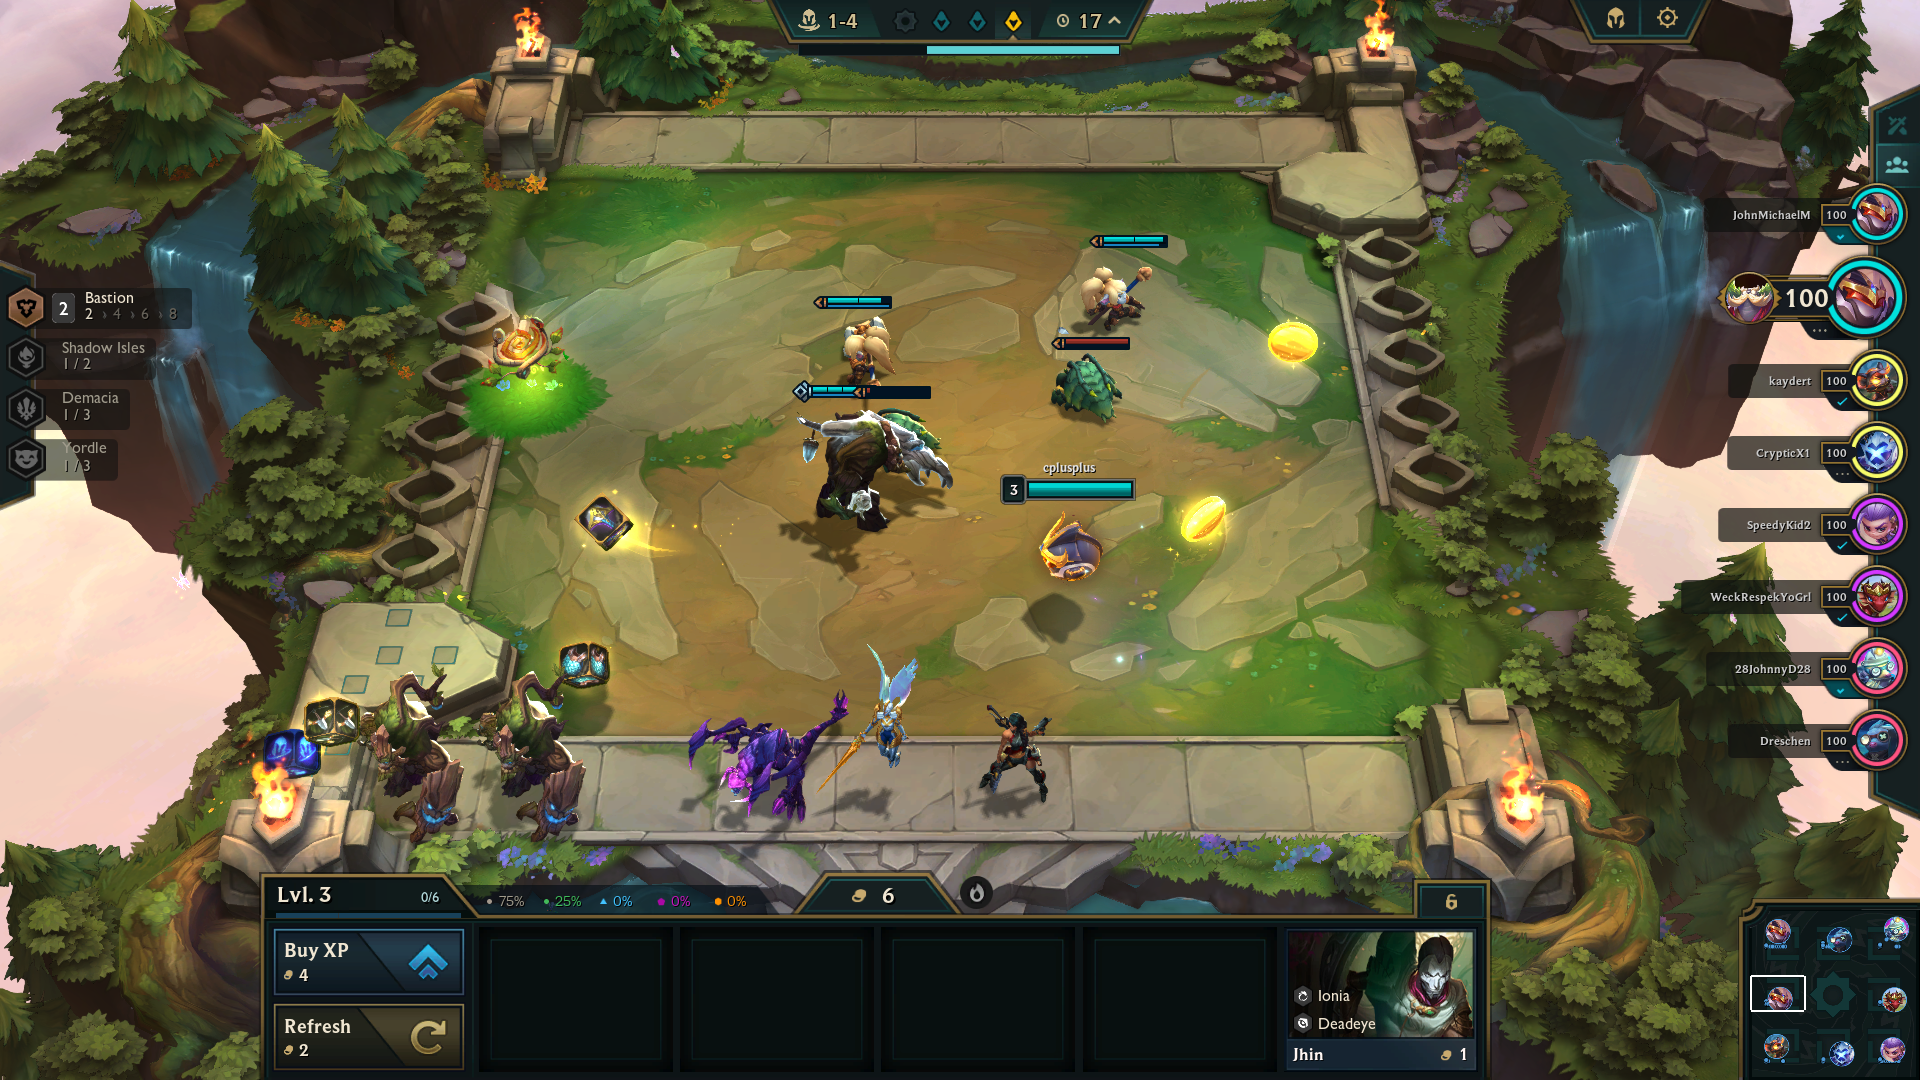 1-4
17
JohnMichaelM 100
Bastion
2
2 › 4 › 6 › 8
100
Shadow Isles
1 / 2
kaydert 100
Demacia
1 / 3
CrypticX1 100
Yordle
1 / 3
cplusplus
3
SpeedyKid2 100
WeckRespekYoGrl 100
28JohnnyD28 100
Dreschen 100
Lvl. 3
0/6
75% 25% 0% 0% 0%
6
6
Buy XP
4
Refresh
2
Ionia
Deadeye
Jhin 1